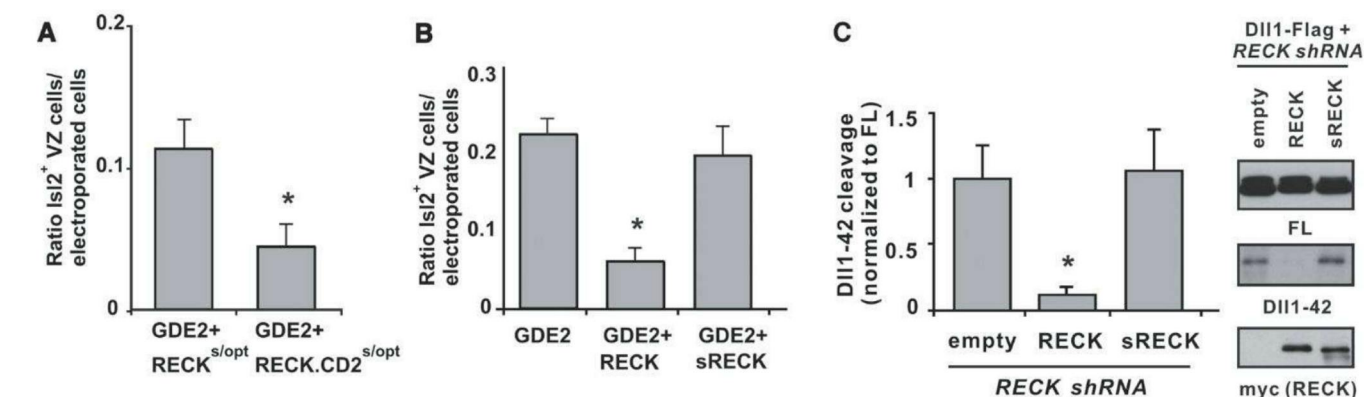 A
Ratio Isl2⁺ VZ cells/
electroporated cells
0.2
0.1
0
*
GDE2+
RECKˢ/ᵒᵖᵗ
GDE2+
RECK.CD2ˢ/ᵒᵖᵗ
B
Ratio Isl2⁺ VZ cells/
electroporated cells
0.3
0.2
0.1
0
*
GDE2
GDE2+
RECK
GDE2+
sRECK
C
Dll1-42 cleavage
(normalized to FL)
1.5
1
0.5
0
*
empty
RECK
sRECK
RECK shRNA
Dll1-Flag +
RECK shRNA
empty
RECK
sRECK
FL
Dll1-42
myc (RECK)